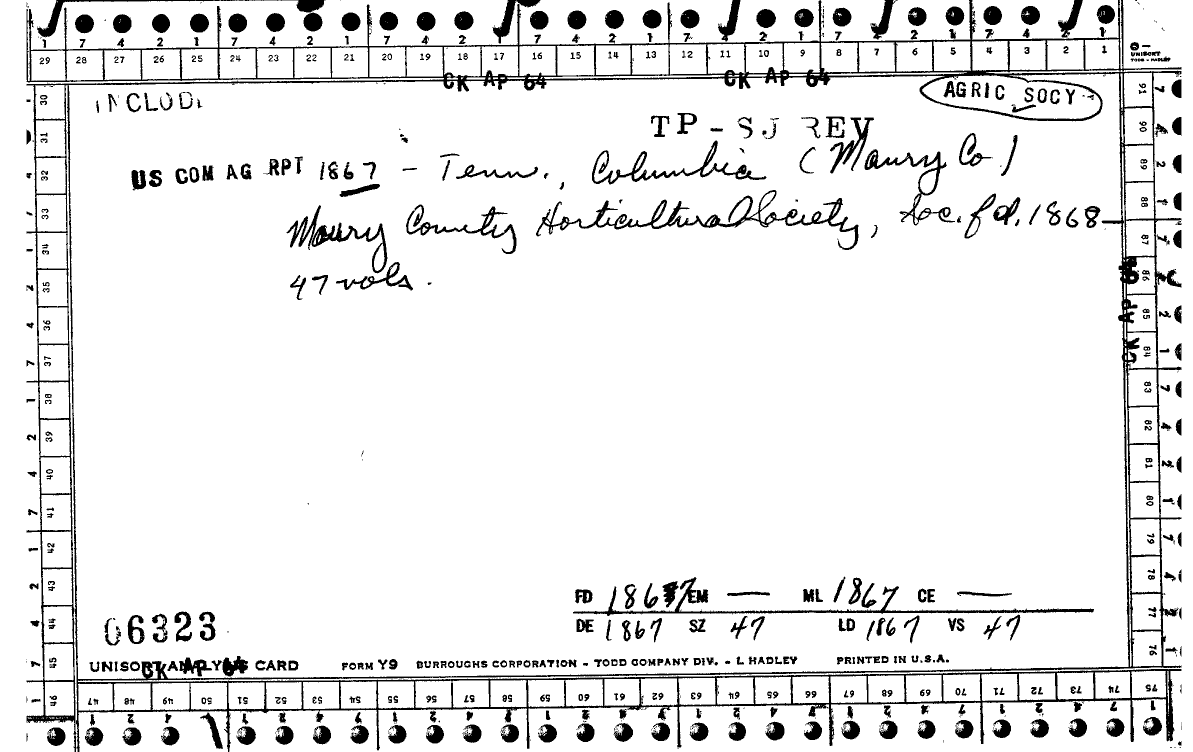 7 4 2 1 7 4 2 1 7 4 2 1 7 4 2 1 7 4 2 1 7 4 2 1 7 4 2 1
29 28 27 26 25 24 23 22 21 20 19 18 17 16 15 14 13 12 11 10 9 8 7 6 5 4 3 2 1
UNISORT
TODD - HADLEY
CK AP 64 CK AP 64
AGRIC SOCY
TP - SJ REV
US COM AG RPT 1867 - Tenn., Columbia (Maury Co)
Maury County Horticultural Society, Soc. fd. 1868 —
47 vols.
30 31 32 33 34 35 36 37 38 39 40 41 42 43 44 45 46
91 90 89 88 87 86 85 84 83 82 81 80 79 78 77 76
CK AP 64
FD 1867 EM — ML 1867 CE —
DE 1867 SZ 47 LD 1867 VS 47
06323
UNISORT ANALYSIS CARD FORM Y9 BURROUGHS CORPORATION - TODD COMPANY DIV. - L HADLEY PRINTED IN U.S.A.
CK AP 64
47 48 49 50 51 52 53 54 55 56 57 58 59 60 61 62 63 64 65 66 67 68 69 70 71 72 73 74 75